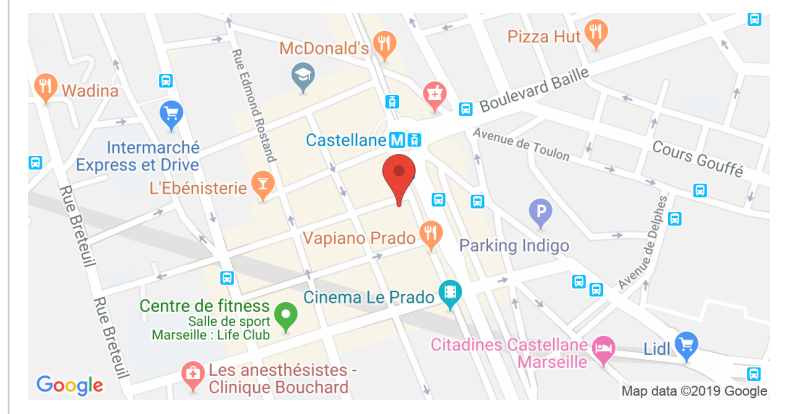 McDonald's
Pizza Hut
Wadina
Rue Edmond Rostand
Boulevard Baille
Intermarché
Express et Drive
Castellane M
Avenue de Toulon
Cours Gouffé
L'Ebénisterie
Rue Breteuil
Vapiano Prado
P
Parking Indigo
Avenue de Delphes
Cinema Le Prado
Centre de fitness
Salle de sport
Marseille : Life Club
Rue Breteuil
Citadines Castellane
Marseille
Lidl
Les anesthésistes -
Clinique Bouchard
Google
Map data ©2019 Google